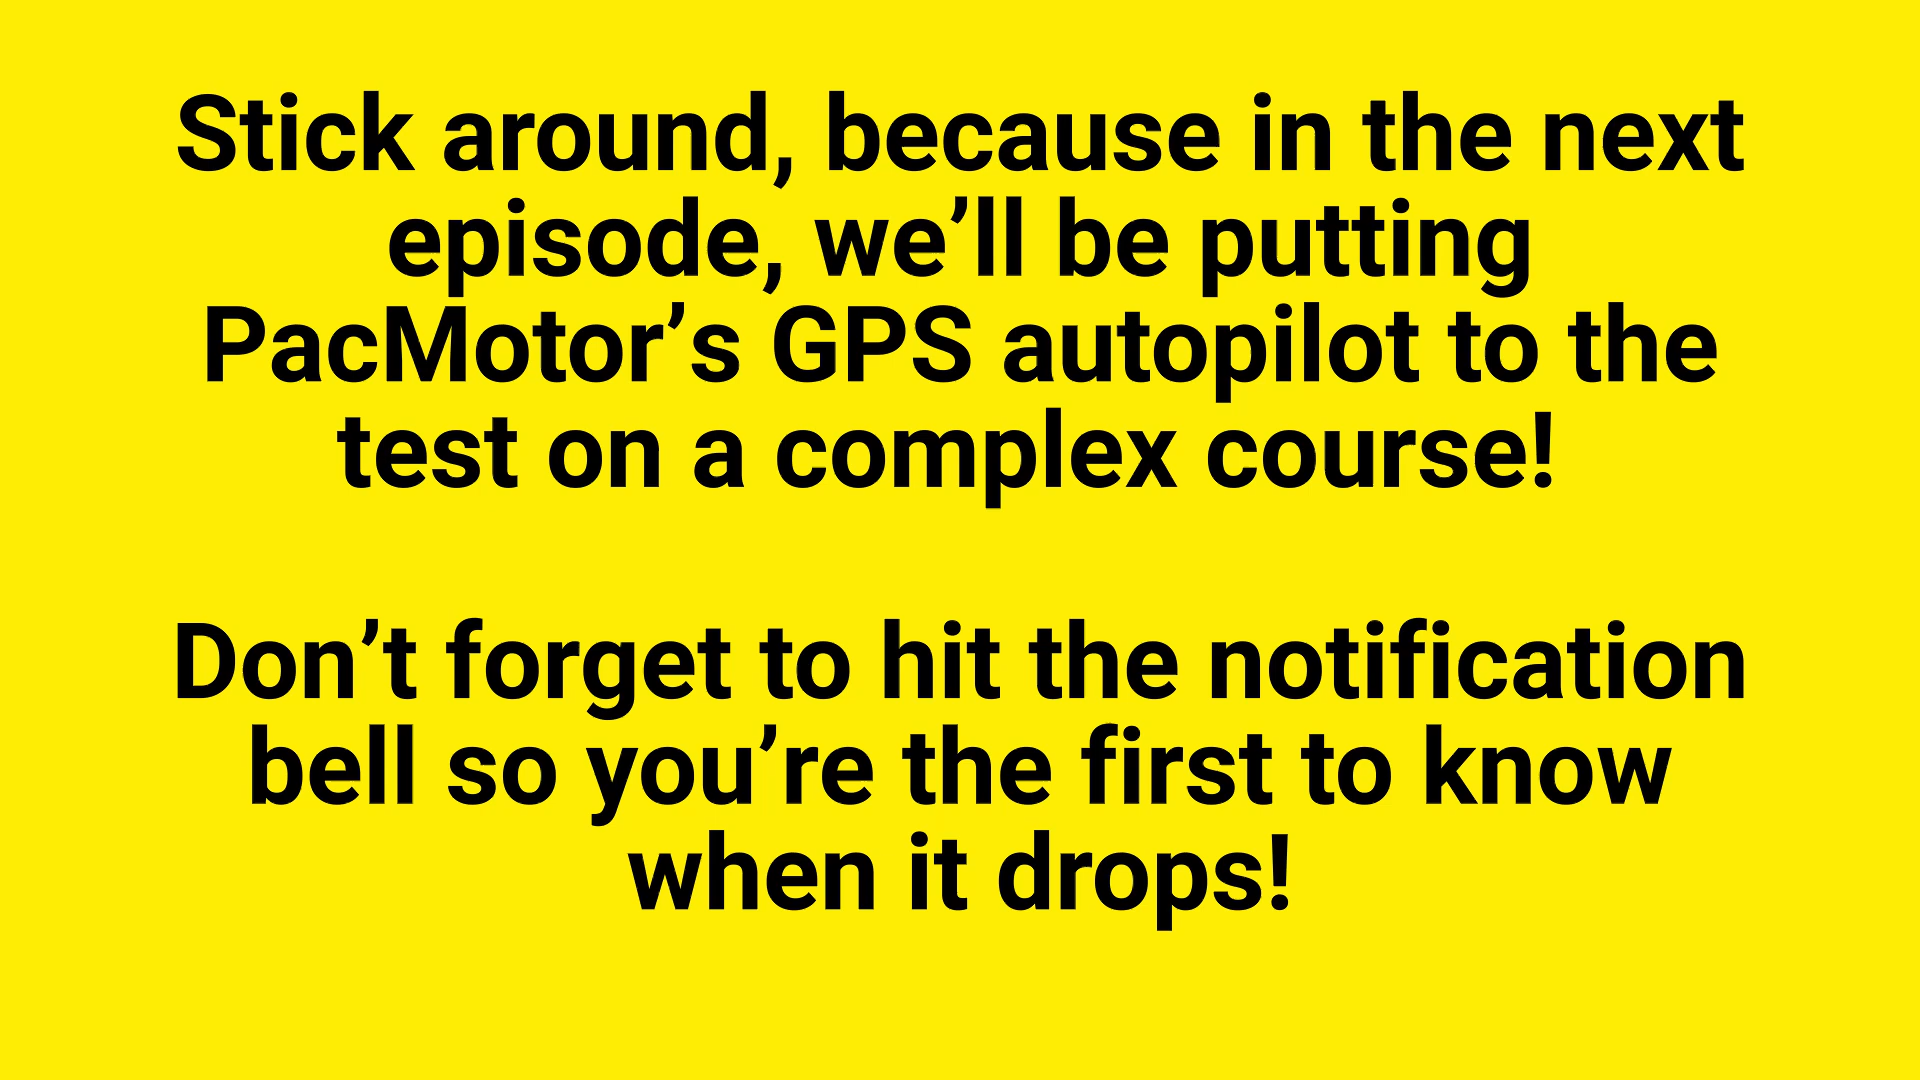 Stick around, because in the next
episode, we’ll be putting
PacMotor’s GPS autopilot to the
test on a complex course!
Don’t forget to hit the notification
bell so you’re the first to know
when it drops!